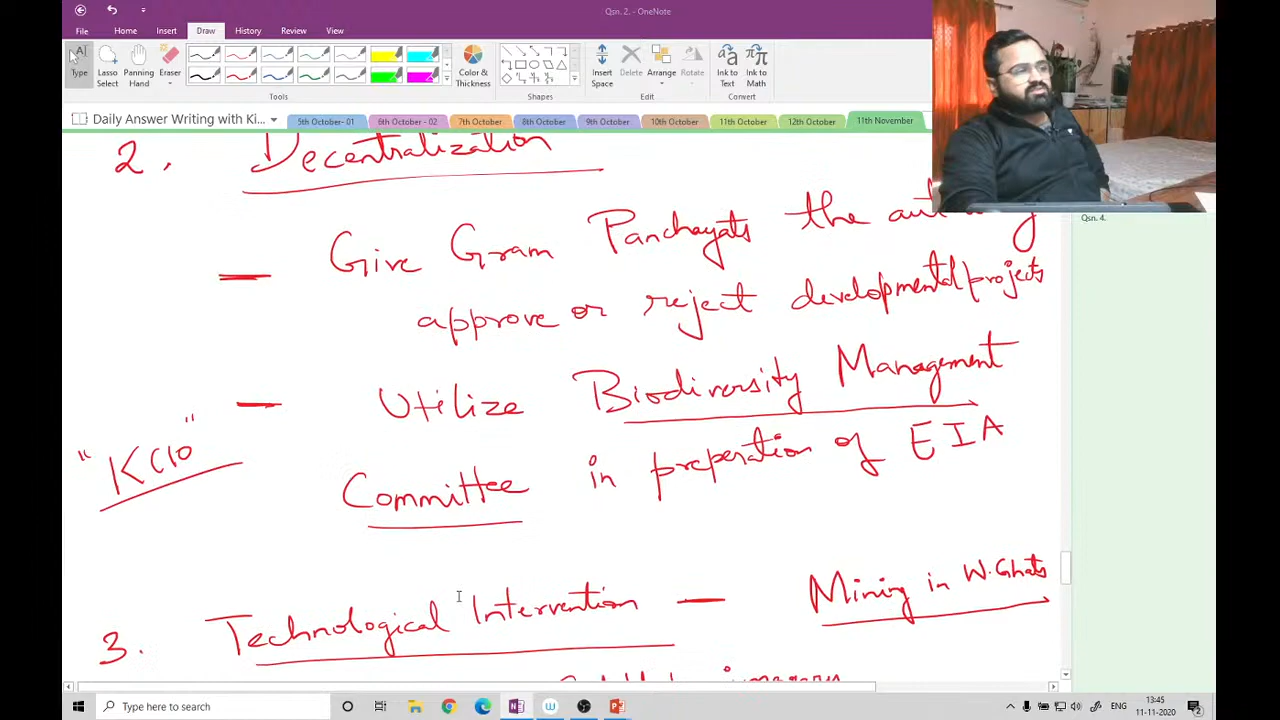 Qsn. 2. - OneNote
File Home Insert Draw History Review View
Type
Lasso Select
Panning Hand
Eraser
Color & Thickness
Insert Space
Delete
Arrange
Rotate
Ink to Text
Ink to Math
Tools Shapes Edit Convert
Daily Answer Writing with Ki... 5th October- 01 6th October - 02 7th October 8th October 9th October 10th October 11th October 12th October 11th November
Qsn. 4.
2. Decentralization
— Give Gram Panchayats the
approve or reject developmental projects
— Utilize Biodiversity Management
"K C10"
Committee in preperation of EIA
3. Technological Intervention — Mining in W.Ghats
Type here to search
13:45
11-11-2020
2